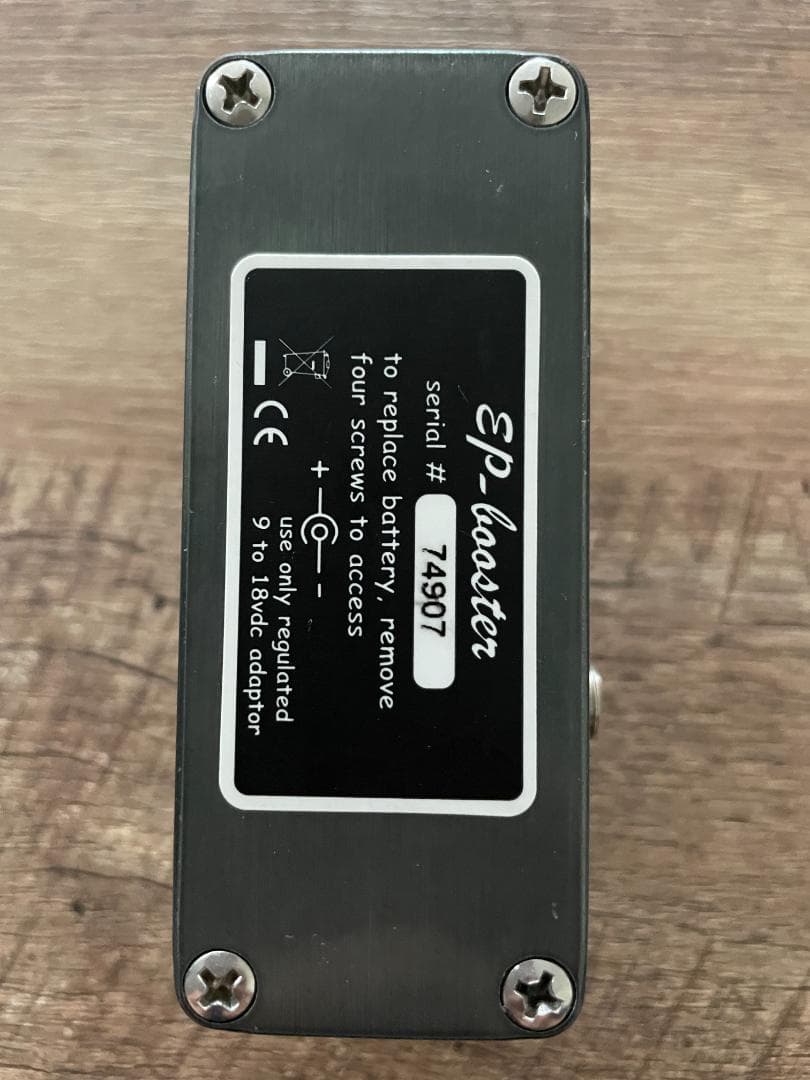 Ep-booster
serial # 74907
to replace battery, remove
four screws to access
+ -
CE
use only regulated
9 to 18vdc adaptor